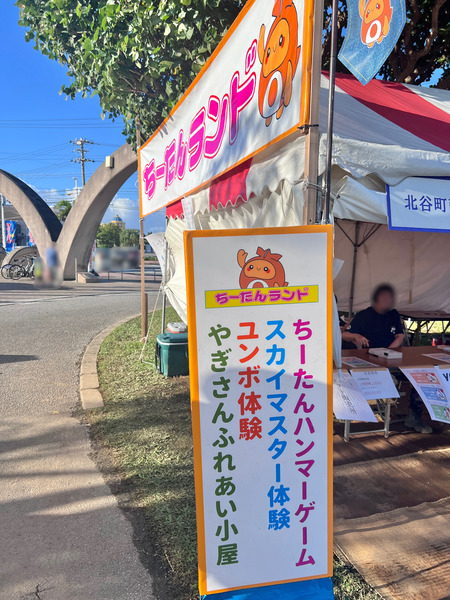 ちーたんランド
北谷町
ちーたんランド
ちーたんハンマーゲーム
スカイマスター体験
ユンボ体験
やぎさんふれあい小屋